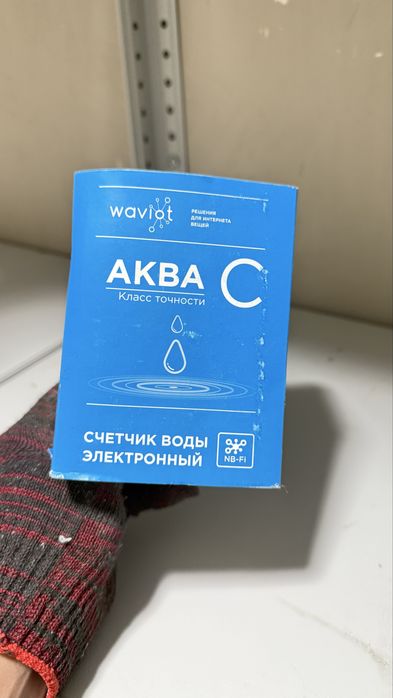 waviot
РЕШЕНИЯ
ДЛЯ ИНТЕРНЕТА
ВЕЩЕЙ
АКВА C
Класс точности
СЧЕТЧИК ВОДЫ
ЭЛЕКТРОННЫЙ
NB-Fi